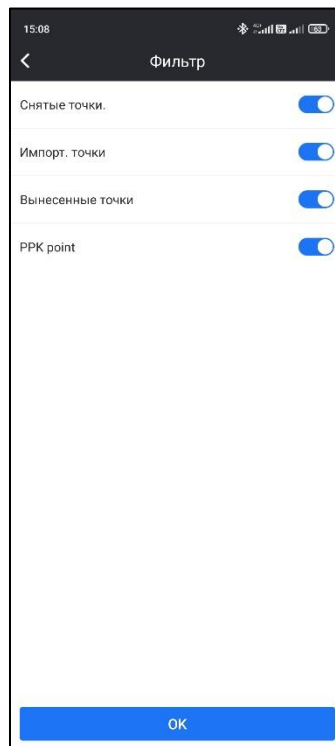 15:08
Фильтр
Снятые точки.
Импорт. точки
Вынесенные точки
PPK point
OK